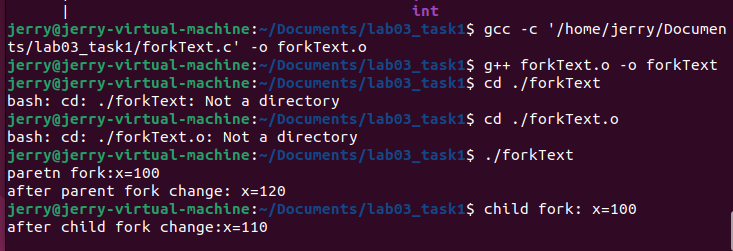 |                                   int
jerry@jerry-virtual-machine:~/Documents/lab03_task1$ gcc -c '/home/jerry/Documen
ts/lab03_task1/forkText.c' -o forkText.o
jerry@jerry-virtual-machine:~/Documents/lab03_task1$ g++ forkText.o -o forkText
jerry@jerry-virtual-machine:~/Documents/lab03_task1$ cd ./forkText
bash: cd: ./forkText: Not a directory
jerry@jerry-virtual-machine:~/Documents/lab03_task1$ cd ./forkText.o
bash: cd: ./forkText.o: Not a directory
jerry@jerry-virtual-machine:~/Documents/lab03_task1$ ./forkText
paretn fork:x=100
after parent fork change: x=120
jerry@jerry-virtual-machine:~/Documents/lab03_task1$ child fork: x=100
after child fork change:x=110